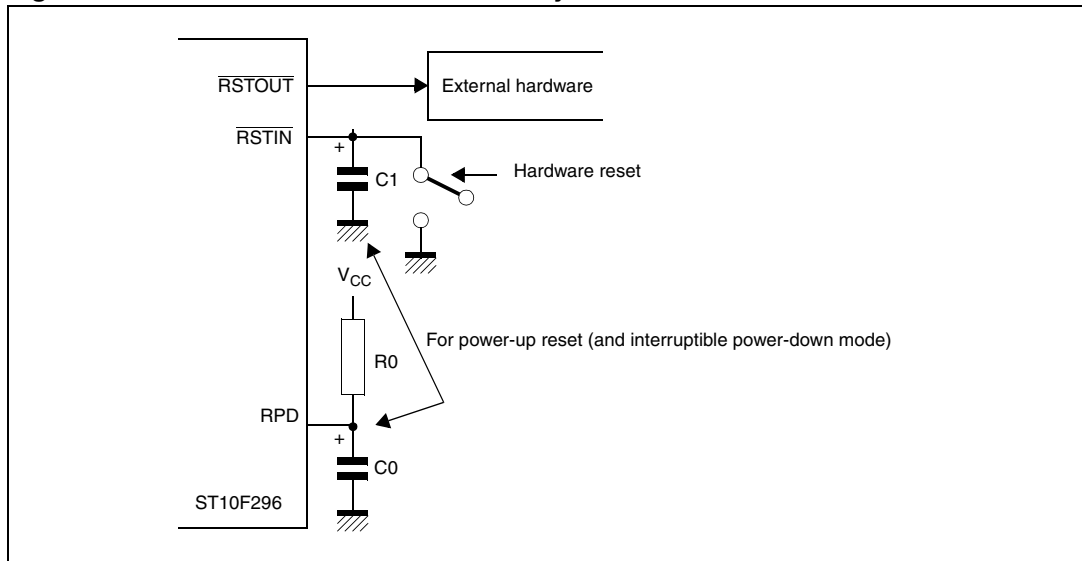 RSTOUT
External hardware
RSTIN
+
C1
Hardware reset
VCC
For power-up reset (and interruptible power-down mode)
R0
RPD
+
C0
ST10F296